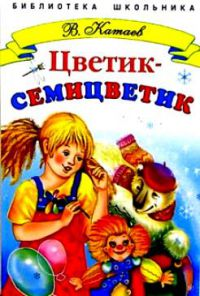 БИБЛИОТЕКА ШКОЛЬНИКА
В. Катаев
Цветик-
СЕМИЦВЕТИК